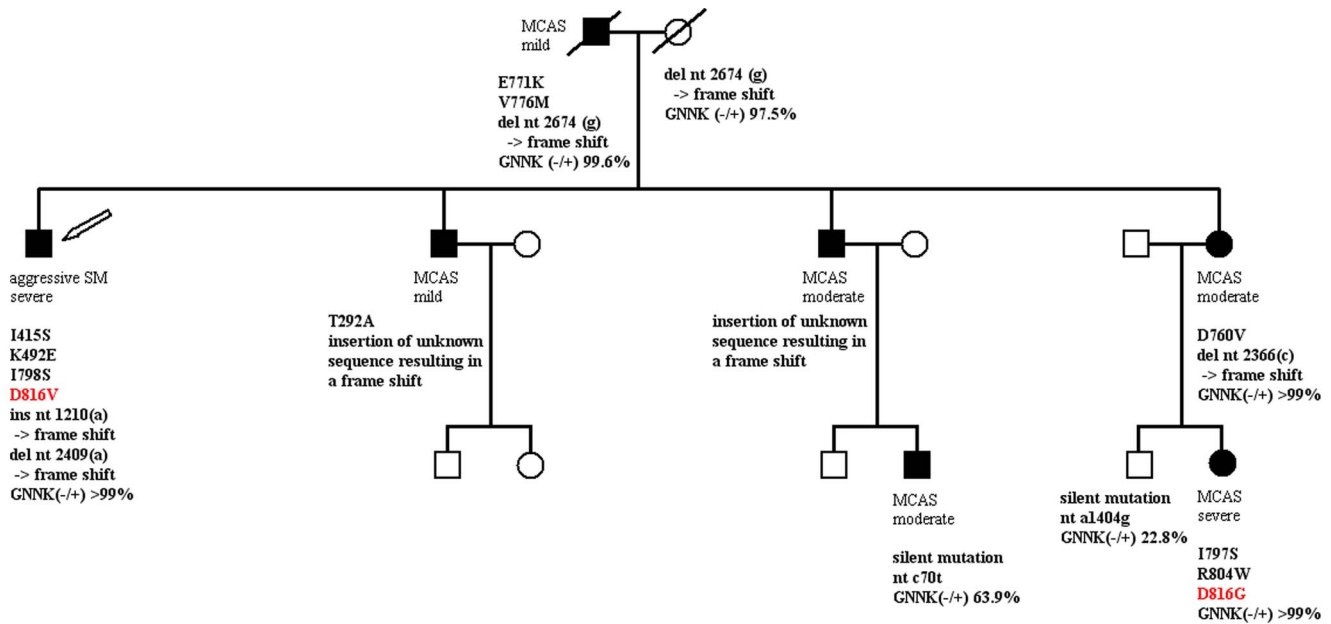 MCAS
mild
E771K
V776M
del nt 2674 (g)
-> frame shift
GNNK (-/+) 99.6%
del nt 2674 (g)
-> frame shift
GNNK (-/+) 97.5%
aggressive SM
severe
I415S
K492E
I798S
D816V
ins nt 1210(a)
-> frame shift
del nt 2409(a)
-> frame shift
GNNK(-/+) >99%
MCAS
mild
T292A
insertion of unknown
sequence resulting in
a frame shift
MCAS
moderate
insertion of unknown
sequence resulting in
a frame shift
MCAS
moderate
D760V
del nt 2366(c)
-> frame shift
GNNK(-/+) >99%
MCAS
moderate
silent mutation
nt c70t
GNNK(-/+) 63.9%
silent mutation
nt a1404g
GNNK(-/+) 22.8%
MCAS
severe
I797S
R804W
D816G
GNNK(-/+) >99%